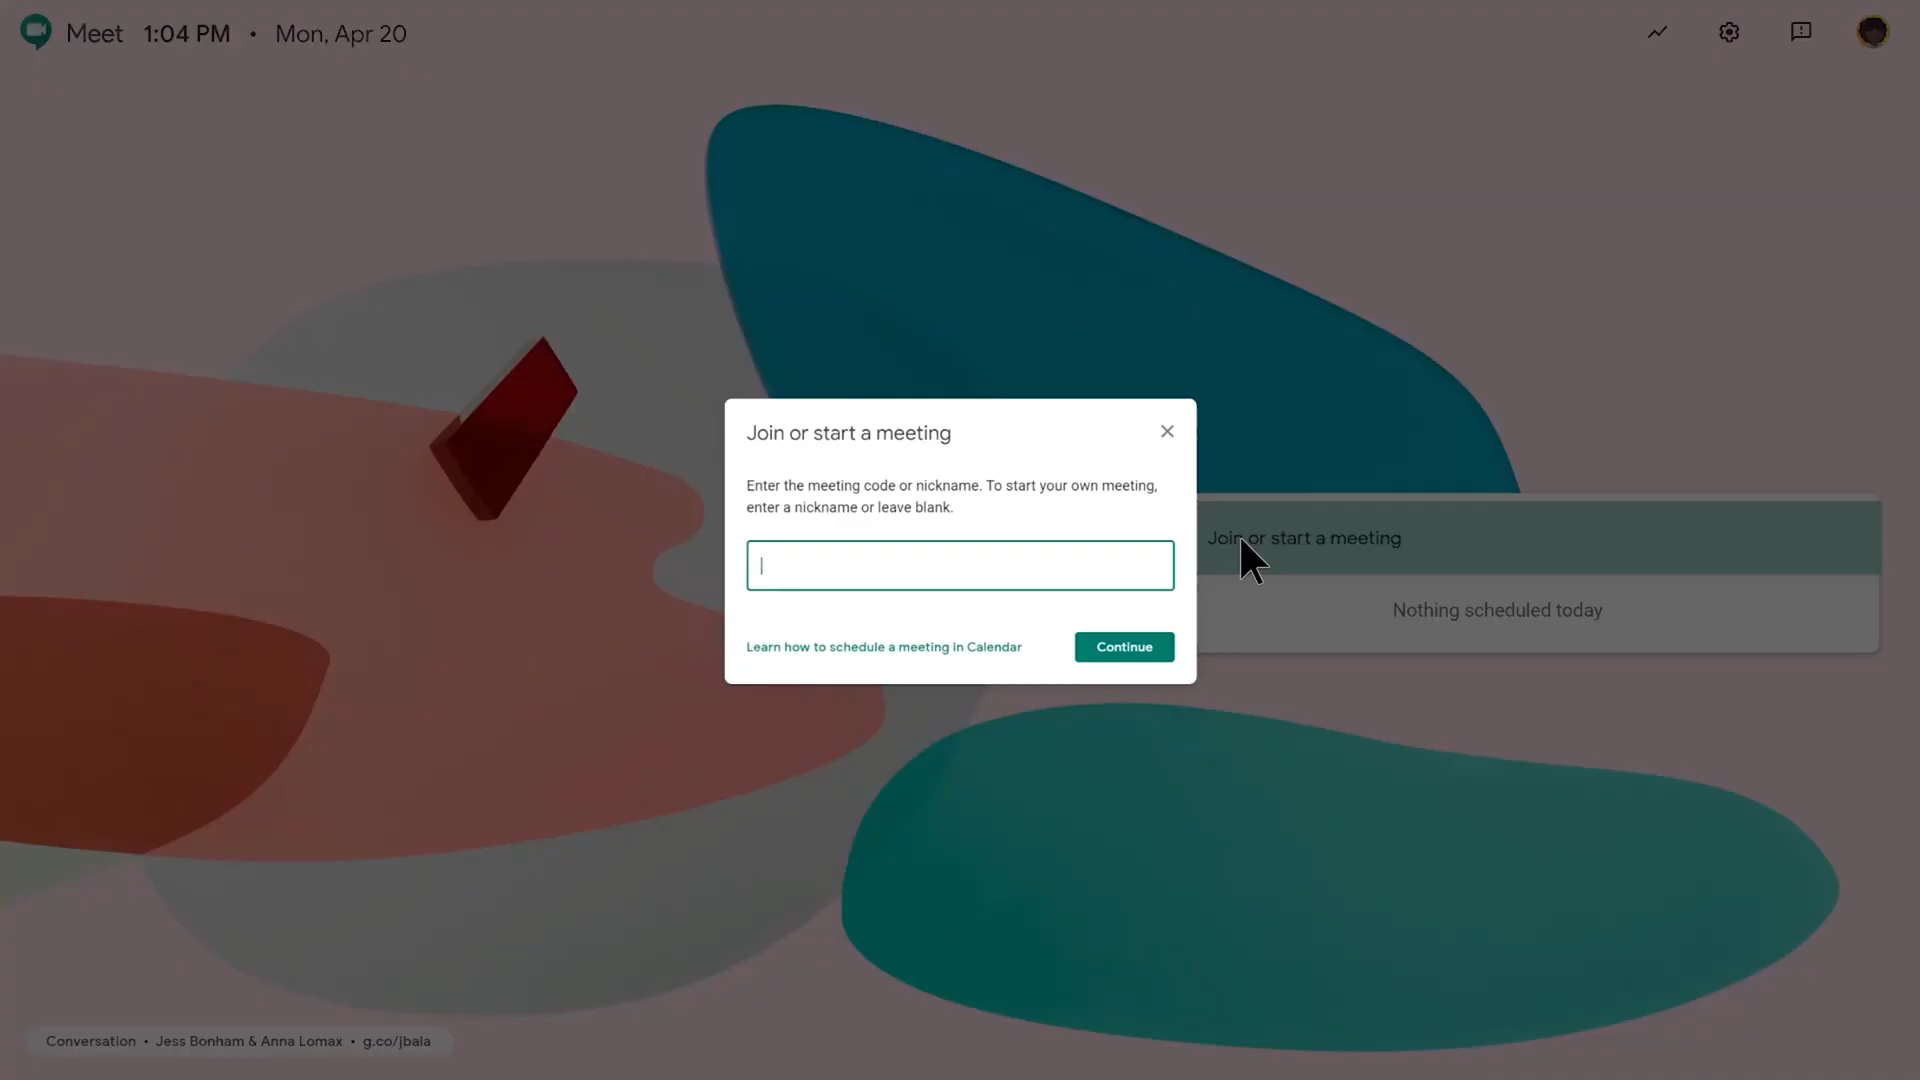 Meet 1:04 PM • Mon, Apr 20
Join or start a meeting
Enter the meeting code or nickname. To start your own meeting,
enter a nickname or leave blank.
Learn how to schedule a meeting in Calendar
Continue
Join or start a meeting
Nothing scheduled today
Conversation • Jess Bonham & Anna Lomax • g.co/jbala